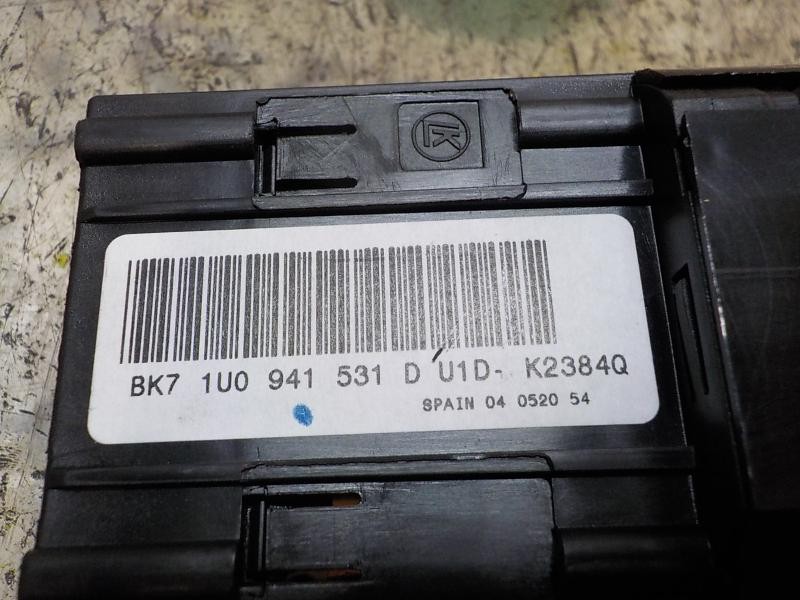 BK7 1U0 941 531 D U1D- K2384Q
SPAIN 04 0520 54